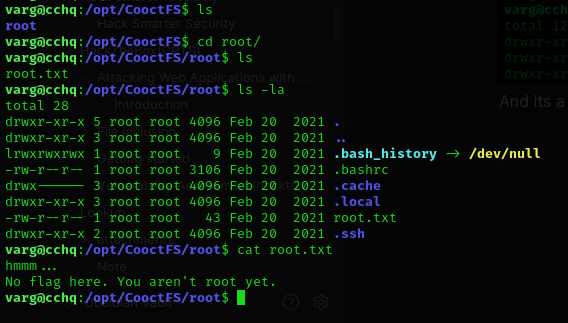 varg@cchq:/opt/CooctFS$ ls
Hack Smarter Security
root
varg@cchq:/opt/CooctFS$ cd root/
varg@cchq:/opt/CooctFS/root$ ls
root.txt
Attacking Web Applications with ...
varg@cchq:/opt/CooctFS/root$ ls -la
total 28
Introduction
drwxr-xr-x 5 root root 4096 Feb 20  2021 .
drwxr-xr-x 3 root root 4096 Feb 20  2021 ..
lrwxrwxrwx 1 root root    9 Feb 20  2021 .bash_history -> /dev/null
-rw-r--r-- 1 root root 3106 Feb 20  2021 .bashrc
drwx------ 3 root root 4096 Feb 20  2021 .cache
drwxr-xr-x 3 root root 4096 Feb 20  2021 .local
-rw-r--r-- 1 root root   43 Feb 20  2021 root.txt
drwxr-xr-x 2 root root 4096 Feb 20  2021 .ssh
varg@cchq:/opt/CooctFS/root$ cat root.txt
hmmm...
Note
No flag here. You aren't root yet.
varg@cchq:/opt/CooctFS/root$
Obsidian Vault
total 12
drwxr-xr-
drwxr-xr-
drwxr-xr-
And its a